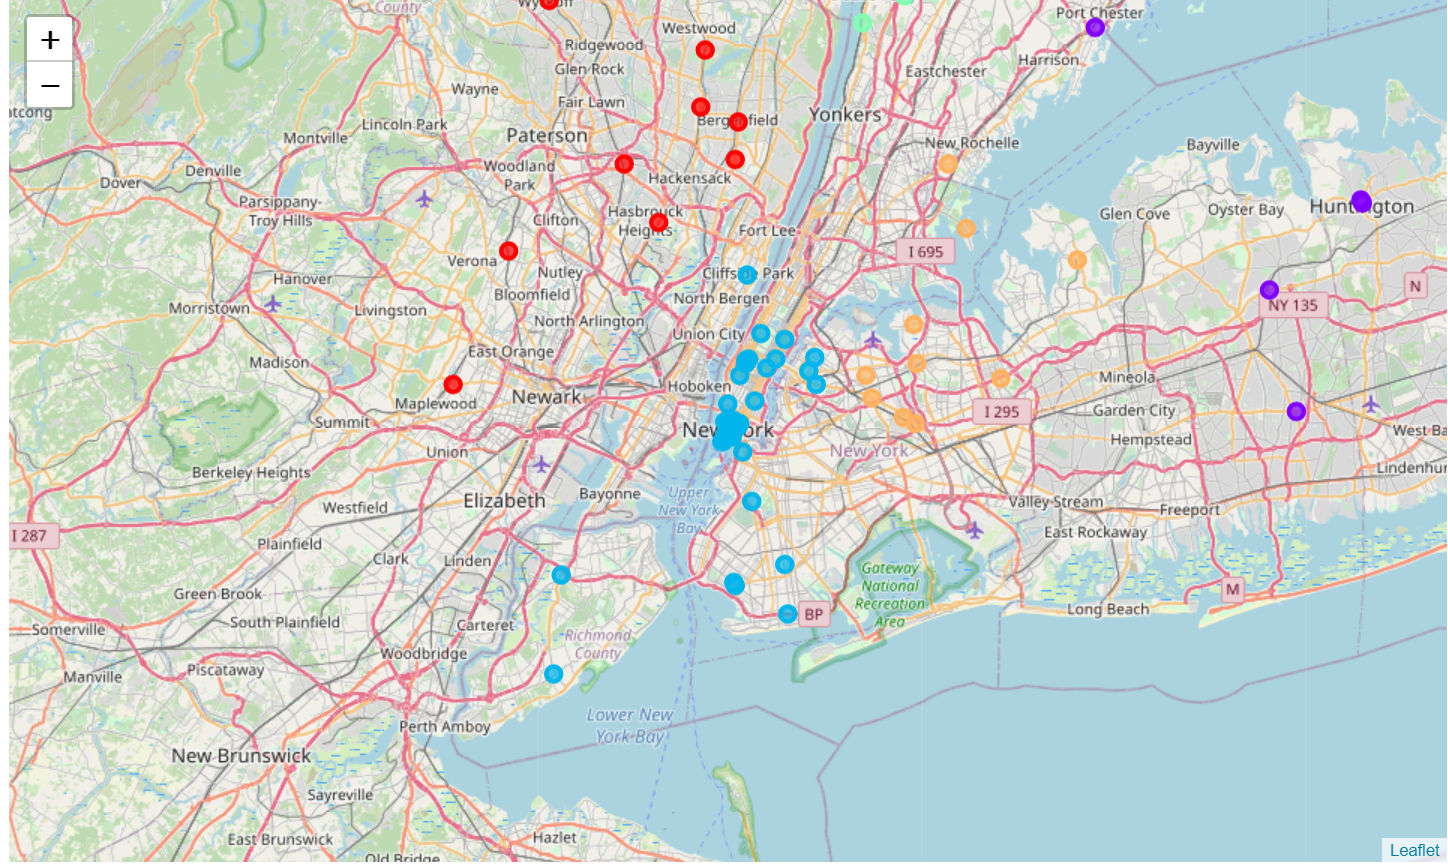 +
−
County
Wyckoff
Westwood
Port Chester
Ridgewood
Harrison
Glen Rock
Eastchester
Wayne
Fair Lawn
atcong
Lincoln Park
Bergenfield
Yonkers
Montville
Paterson
New Rochelle
Bayville
Woodland
Park
Denville
Hackensack
Dover
Parsippany-
Troy Hills
Hasbrouck
Heights
Clifton
Fort Lee
Glen Cove
Oyster Bay
Huntington
I 695
Verona
Nutley
Cliffside Park
Hanover
Bloomfield
North Bergen
N
NY 135
Morristown
Livingston
North Arlington
Union City
East Orange
Madison
Hoboken
Mineola
Maplewood
Newark
I 295
Garden City
Summit
New York
West Ba
Union
New York
Hempstead
Berkeley Heights
Lindenhur
Elizabeth
Bayonne
Upper
New York
Bay
Westfield
Valley Stream
Freeport
I 287
Plainfield
East Rockaway
Clark
Linden
Gateway
National
Recreation
Area
Green Brook
M
Long Beach
BP
Somerville
South Plainfield
Carteret
Richmond
County
Woodbridge
Piscataway
Manville
Lower New
York Bay
Perth Amboy
New Brunswick
Sayreville
East Brunswick
Hazlet
Old Bridge
Leaflet